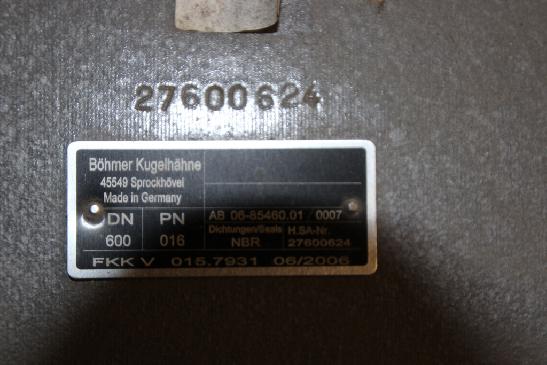 27600624
Böhmer Kugelhähne
45549 Sprockhövel
Made in Germany
DN PN AB 06-85460.01 / 0007
Dichtungen/Seals H.SA-Nr.
600 016 NBR 27600624
FKK V 015.7931 06/2006